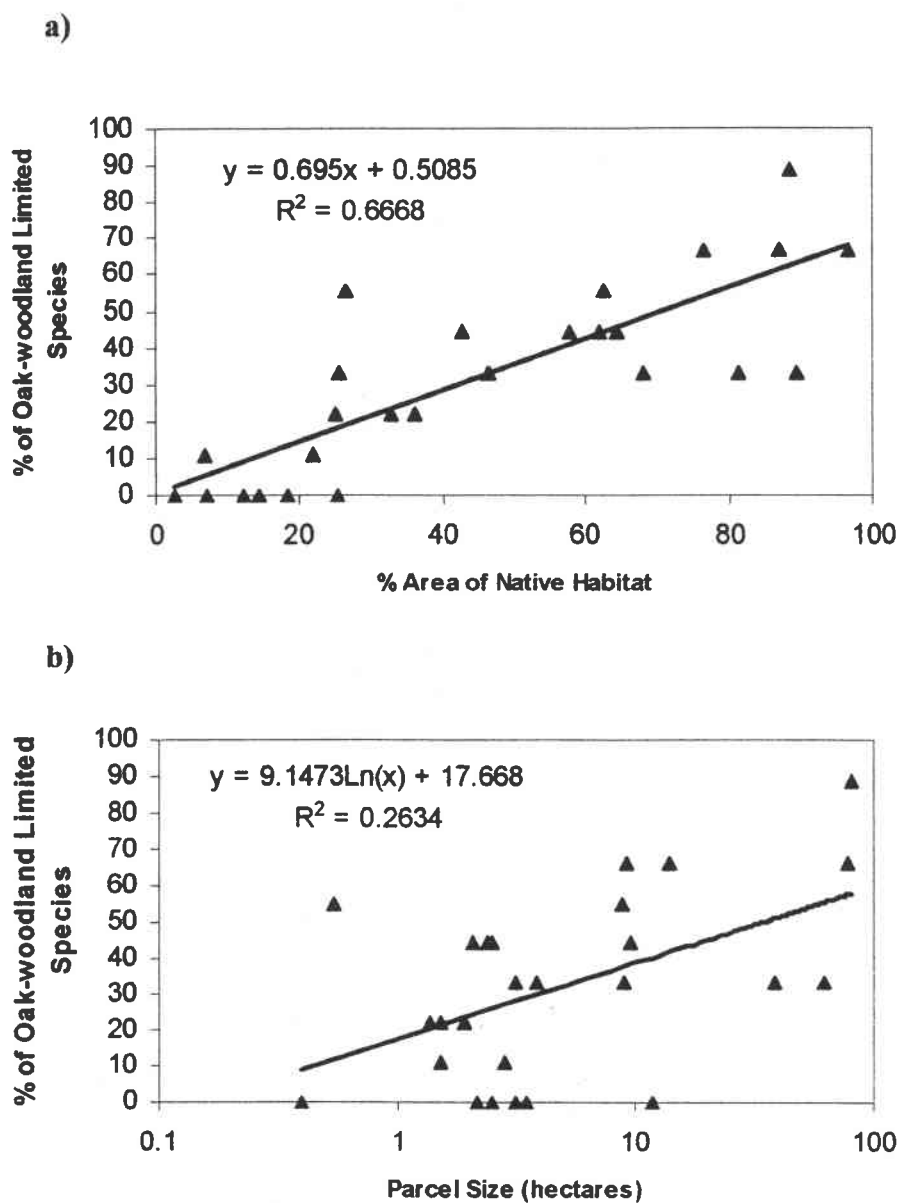 a)
100
90
80
70
60
50
40
30
20
10
0
% of Oak-woodland Limited
Species
y = 0.695x + 0.5085
R² = 0.6668
0 20 40 60 80 100
% Area of Native Habitat
b)
100
90
80
70
60
50
40
30
20
10
0
% of Oak-woodland Limited
Species
y = 9.1473Ln(x) + 17.668
R² = 0.2634
0.1 1 10 100
Parcel Size (hectares)